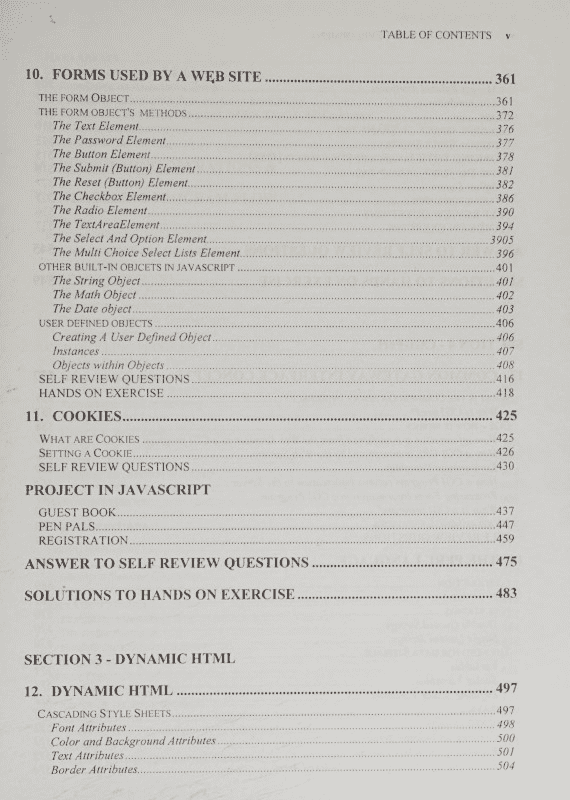 TABLE OF CONTENTS v
10. FORMS USED BY A WEB SITE ........ 361
THE FORM OBJECT ........ 361
THE FORM OBJECT'S METHODS ........ 372
The Text Element ........ 376
The Password Element ........ 377
The Button Element ........ 378
The Submit (Button) Element ........ 381
The Reset (Button) Element ........ 382
The Checkbox Element ........ 386
The Radio Element ........ 390
The TextAreaElement ........ 394
The Select And Option Element ........ 3905
The Multi Choice Select Lists Element ........ 396
OTHER BUILT-IN OBJCETS IN JAVASCRIPT ........ 401
The String Object ........ 401
The Math Object ........ 402
The Date object ........ 403
USER DEFINED OBJECTS ........ 406
Creating A User Defined Object ........ 406
Instances ........ 407
Objects within Objects ........ 408
SELF REVIEW QUESTIONS ........ 416
HANDS ON EXERCISE ........ 418
11. COOKIES ........ 425
WHAT ARE COOKIES ........ 425
SETTING A COOKIE ........ 426
SELF REVIEW QUESTIONS ........ 430
PROJECT IN JAVASCRIPT
GUEST BOOK ........ 437
PEN PALS ........ 447
REGISTRATION ........ 459
ANSWER TO SELF REVIEW QUESTIONS ........ 475
SOLUTIONS TO HANDS ON EXERCISE ........ 483
SECTION 3 - DYNAMIC HTML
12. DYNAMIC HTML ........ 497
CASCADING STYLE SHEETS ........ 497
Font Attributes ........ 498
Color and Background Attributes ........ 500
Text Attributes ........ 501
Border Attributes ........ 504